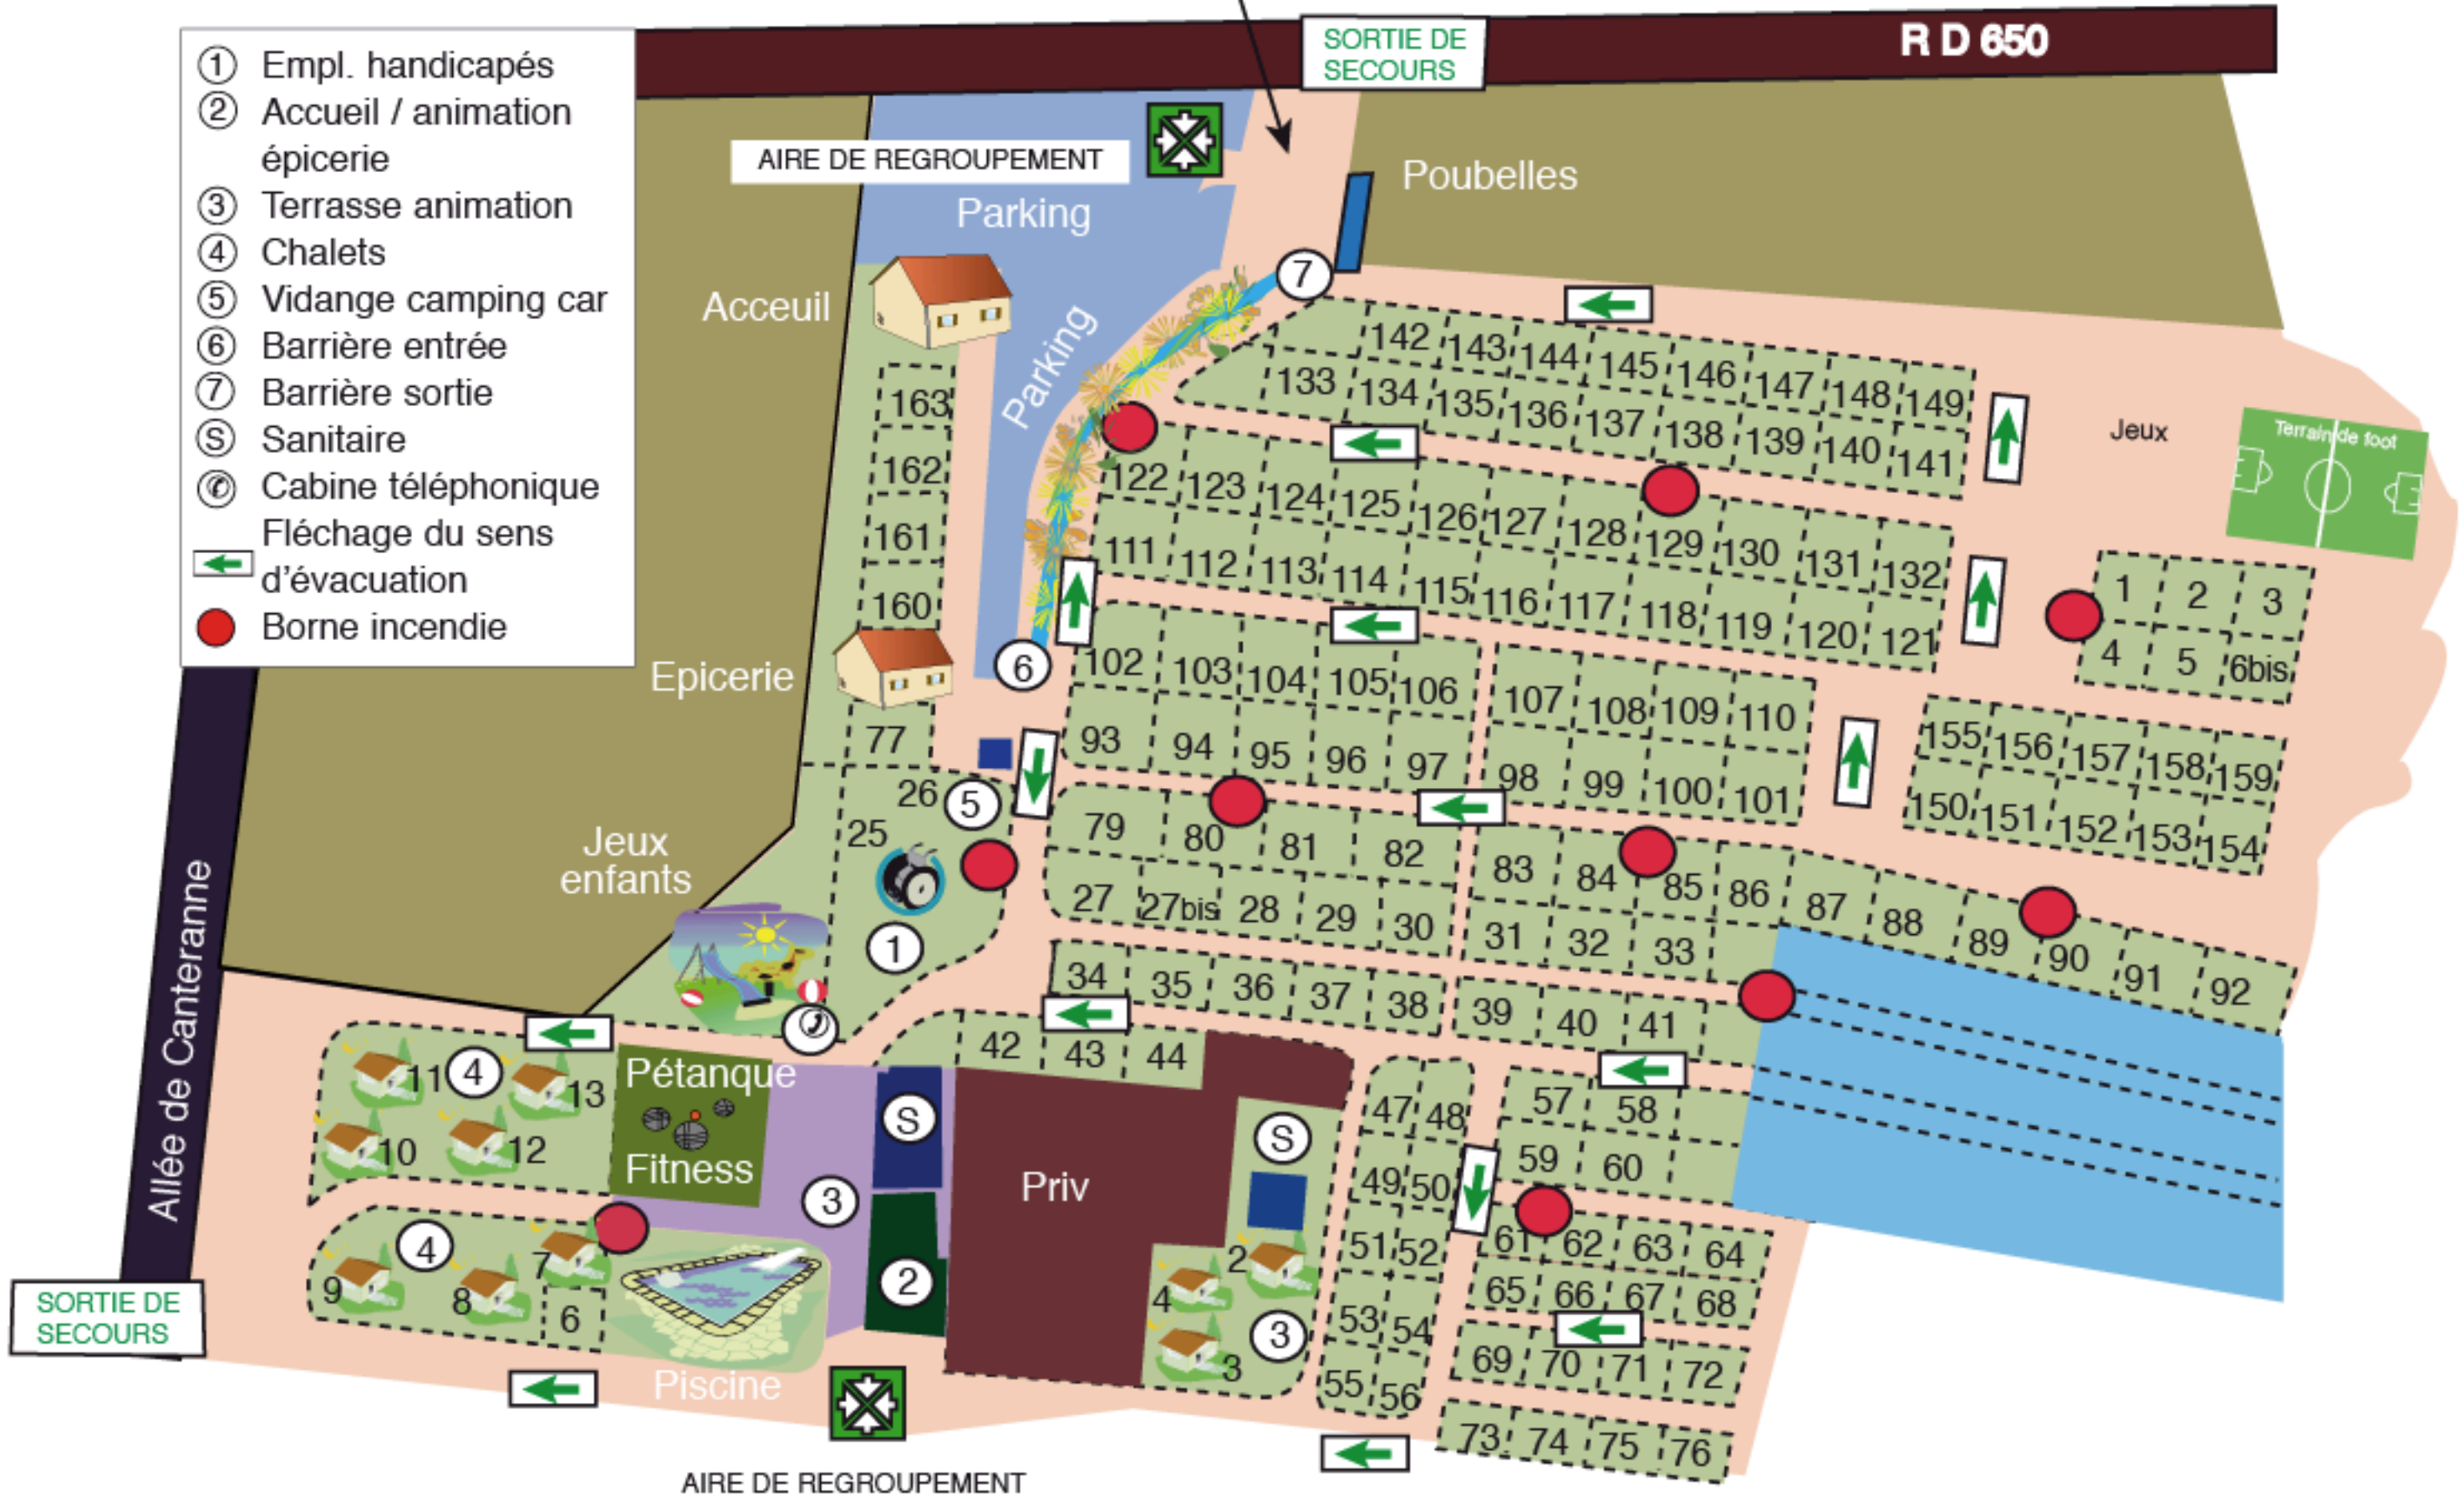 ① Empl. handicapés
② Accueil / animation
épicerie
③ Terrasse animation
④ Chalets
⑤ Vidange camping car
⑥ Barrière entrée
⑦ Barrière sortie
Ⓢ Sanitaire
✆ Cabine téléphonique
Fléchage du sens
d'évacuation
Borne incendie
SORTIE DE
SECOURS
R D 650
AIRE DE REGROUPEMENT
Parking
Poubelles
7
Acceuil
Parking
142 143 144 145 146 147 148 149
133 134 135 136 137 138 139 140 141
Jeux
Terrain de foot
163
162
161
160
122 123 124 125 126 127 128 129 130 131 132
111 112 113 114 115 116 117 118 119 120 121
1 2 3
4 5 6bis
Epicerie
6
102 103 104 105 106
107 108 109 110
93 94 95 96 97
98 99 100 101
155 156 157 158 159
150 151 152 153 154
77
26
5
25
1
Jeux
enfants
79 80 81 82
27 27bis 28 29 30
83 84 85 86 87 88 89 90 91 92
31 32 33
34 35 36 37 38
39 40 41
42 43 44
Allée de Canteranne
11 4 13
10 12
Pétanque
Fitness
S
3
2
Priv
S
2
4
3
3
47 48
49 50
51 52
53 54
55 56
57 58
59 60
61 62 63 64
65 66 67 68
69 70 71 72
73 74 75 76
4
7
9 8 6
SORTIE DE
SECOURS
Piscine
AIRE DE REGROUPEMENT